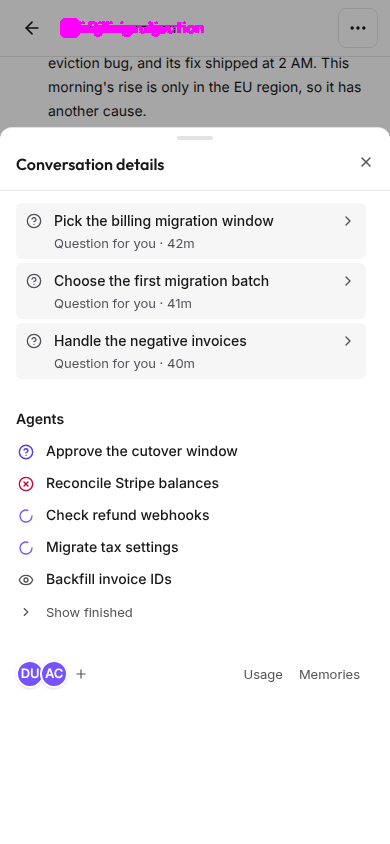 eviction bug, and its fix shipped at 2 AM. This
morning's rise is only in the EU region, so it has
another cause.
Conversation details
Pick the billing migration window
Question for you · 42m
Choose the first migration batch
Question for you · 41m
Handle the negative invoices
Question for you · 40m
Agents
Approve the cutover window
Reconcile Stripe balances
Check refund webhooks
Migrate tax settings
Backfill invoice IDs
Show finished
DU AC
Usage Memories